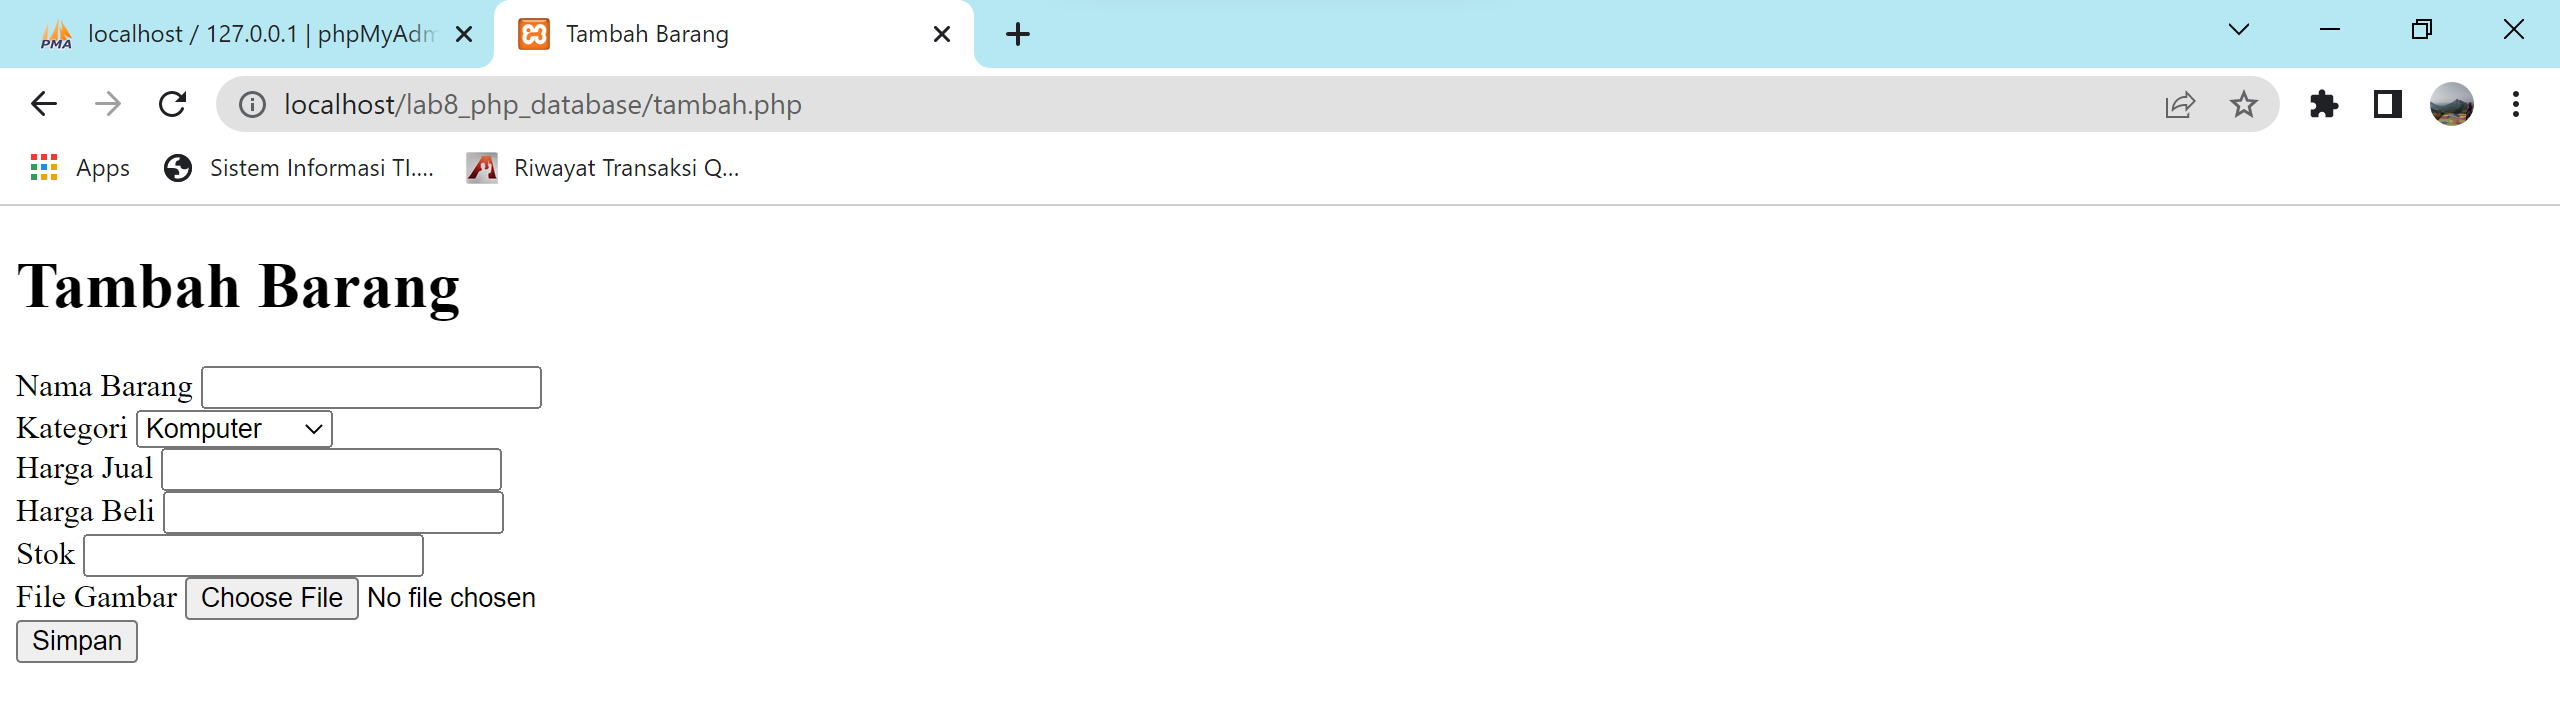 PMA localhost / 127.0.0.1 | phpMyAdm
Tambah Barang
localhost/lab8_php_database/tambah.php
Apps
Sistem Informasi TI....
Riwayat Transaksi Q...
Tambah Barang
Nama Barang
Kategori Komputer
Harga Jual
Harga Beli
Stok
File Gambar Choose File No file chosen
Simpan